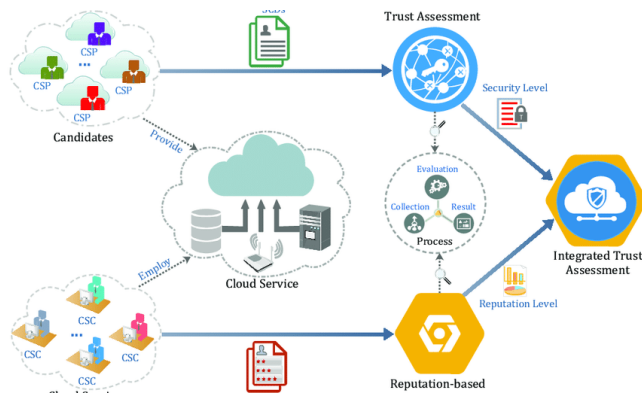 SCDs
Trust Assessment
CSP
CSP
...
CSP
CSP
Candidates
Provide
Security Level
Evaluation
Collection
Result
Process
Integrated Trust
Assessment
Employ
Cloud Service
Reputation Level
CSC
CSC
...
CSC
CSC
Reputation-based